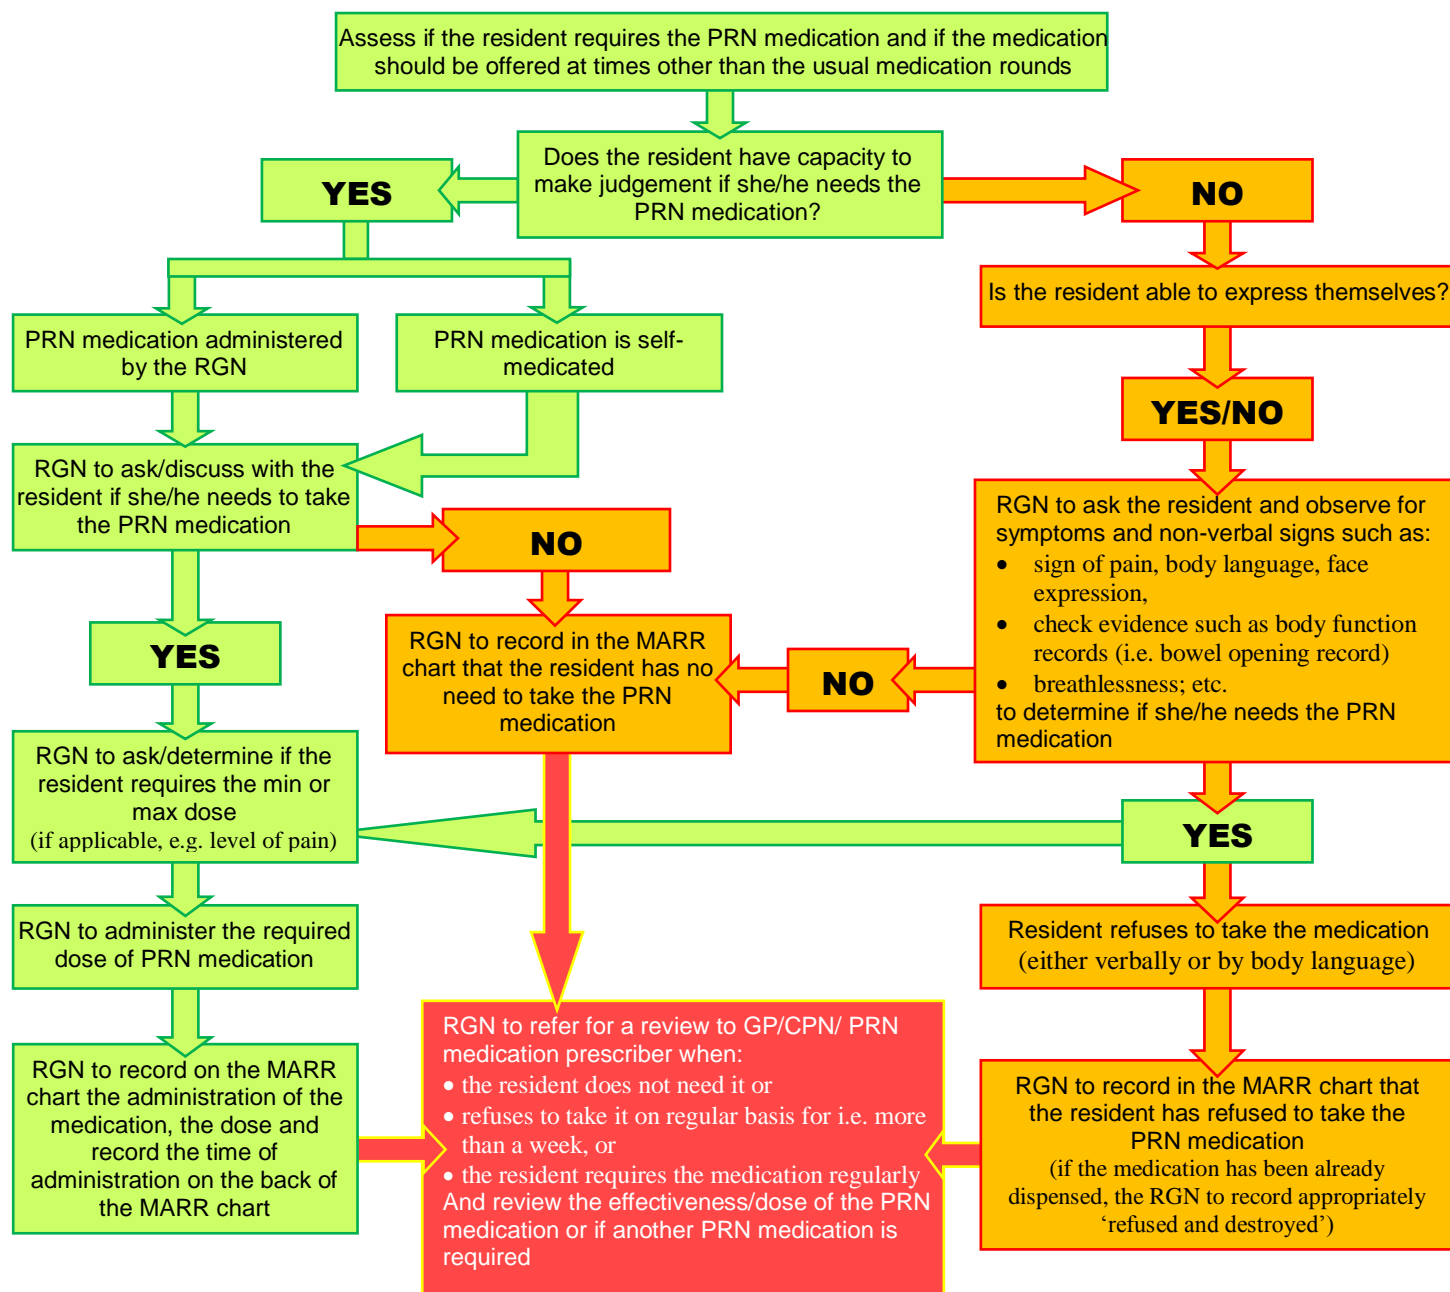 Assess if the resident requires the PRN medication and if the medication
should be offered at times other than the usual medication rounds
Does the resident have capacity to
make judgement if she/he needs the
PRN medication?
YES
NO
Is the resident able to express themselves?
PRN medication administered
by the RGN
PRN medication is self-
medicated
YES/NO
RGN to ask/discuss with the
resident if she/he needs to take
the PRN medication
NO
RGN to ask the resident and observe for
symptoms and non-verbal signs such as:
• sign of pain, body language, face
expression,
• check evidence such as body function
records (i.e. bowel opening record)
• breathlessness; etc.
to determine if she/he needs the PRN
medication
YES
RGN to record in the MARR
chart that the resident has no
need to take the PRN
medication
NO
RGN to ask/determine if the
resident requires the min or
max dose
(if applicable, e.g. level of pain)
YES
RGN to administer the required
dose of PRN medication
Resident refuses to take the medication
(either verbally or by body language)
RGN to record on the MARR
chart the administration of the
medication, the dose and
record the time of
administration on the back of
the MARR chart
RGN to refer for a review to GP/CPN/ PRN
medication prescriber when:
• the resident does not need it or
• refuses to take it on regular basis for i.e. more
than a week, or
• the resident requires the medication regularly
And review the effectiveness/dose of the PRN
medication or if another PRN medication is
required
RGN to record in the MARR chart that
the resident has refused to take the
PRN medication
(if the medication has been already
dispensed, the RGN to record appropriately
‘refused and destroyed’)